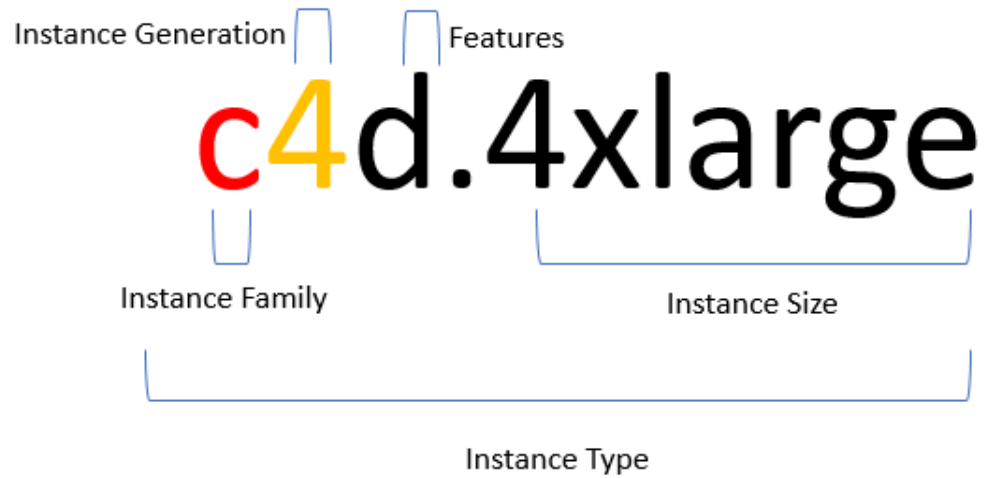 Instance Generation
Features
c4d.4xlarge
Instance Family
Instance Size
Instance Type